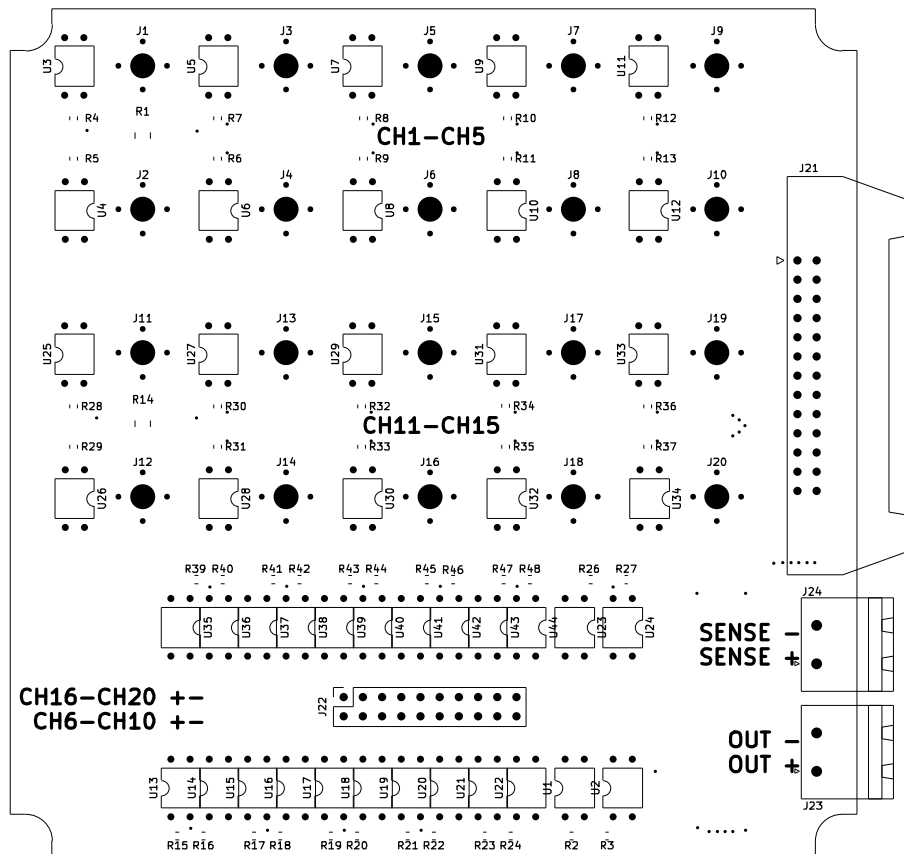 J1 J3 J5 J7 J9
U3 U5 U7 U9 U11
R4 R1 R7 R8 R10 R12
CH1-CH5
R5 R6 R9 R11 R13
J2 J4 J6 J8 J10 J21
U4 U6 U8 U10 U12
J11 J13 J15 J17 J19
U25 U27 U29 U31 U33
R28 R14 R30 R32 R34 R36
CH11-CH15
R29 R31 R33 R35 R37
J12 J14 J16 J18 J20
U26 U28 U30 U32 U34
R39 R40 R41 R42 R43 R44 R45 R46 R47 R48 R26 R27
J24
U35 U36 U37 U38 U39 U40 U41 U42 U43 U44 U23 U24
SENSE -
SENSE +
CH16-CH20 +-
J22
CH6-CH10 +-
OUT -
OUT +
U13 U14 U15 U16 U17 U18 U19 U20 U21 U22 U1 U2
J23
R15 R16 R17 R18 R19 R20 R21 R22 R23 R24 R2 R3